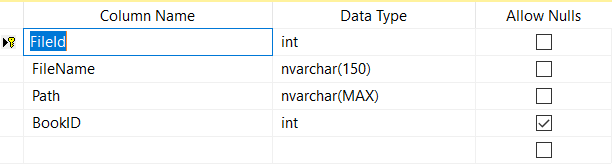 Column Name Data Type Allow Nulls
FileId int
FileName nvarchar(150)
Path nvarchar(MAX)
BookID int